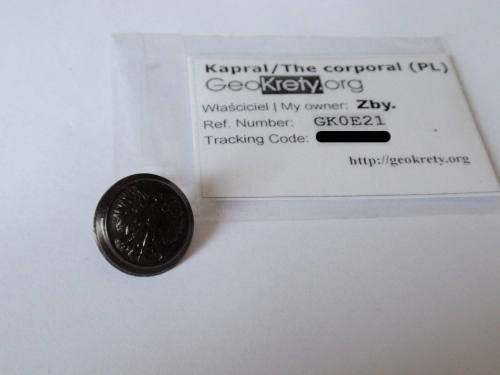 Kapral/The corporal (PL)
GeoKrety.org
Właściciel | My owner: Zby.
Ref. Number: GK0E21
Tracking Code:
http://geokrety.org